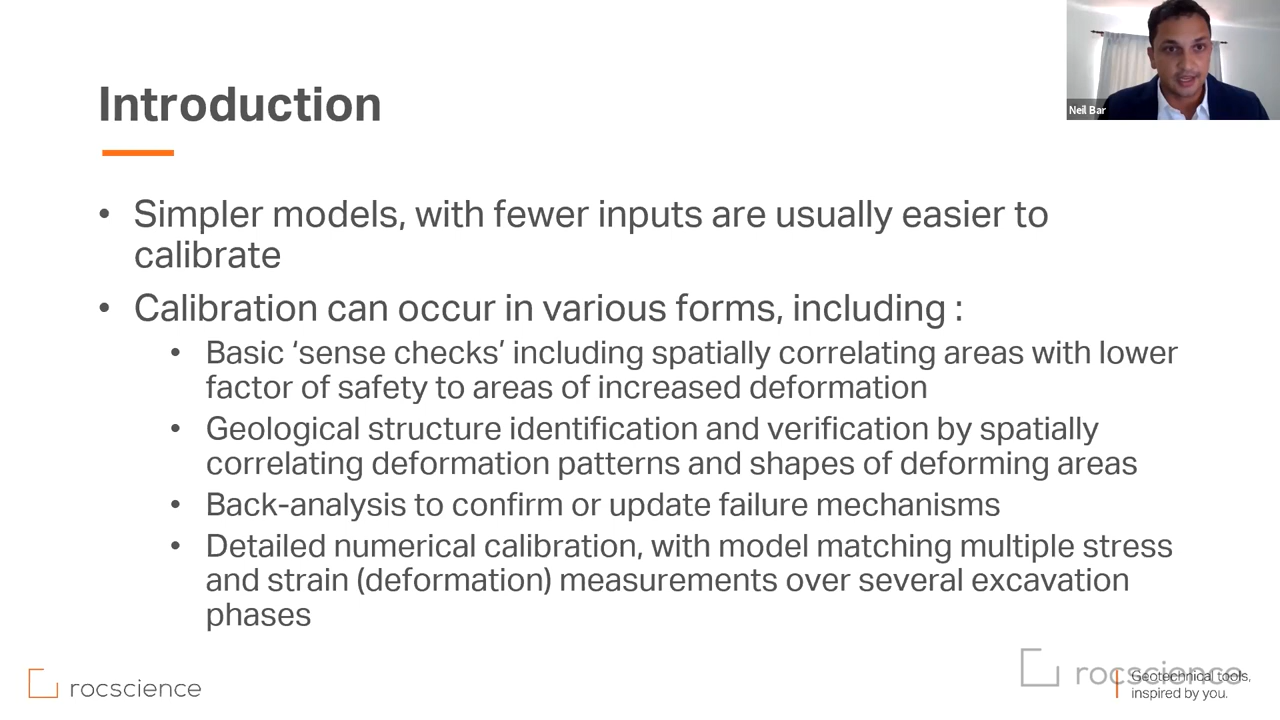 Introduction
Neil Bar
• Simpler models, with fewer inputs are usually easier to
calibrate
• Calibration can occur in various forms, including :
• Basic ‘sense checks’ including spatially correlating areas with lower
factor of safety to areas of increased deformation
• Geological structure identification and verification by spatially
correlating deformation patterns and shapes of deforming areas
• Back-analysis to confirm or update failure mechanisms
• Detailed numerical calibration, with model matching multiple stress
and strain (deformation) measurements over several excavation
phases
rocscience
rocscience
Geotechnical tools,
inspired by you.